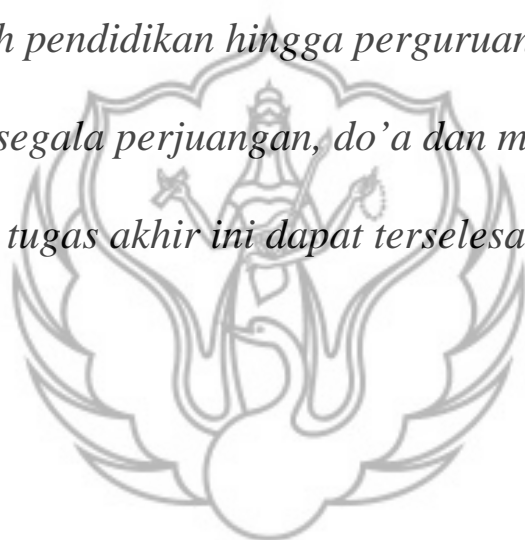 h pendidikan hingga perguruan
segala perjuangan, do’a dan m
tugas akhir ini dapat terselesa